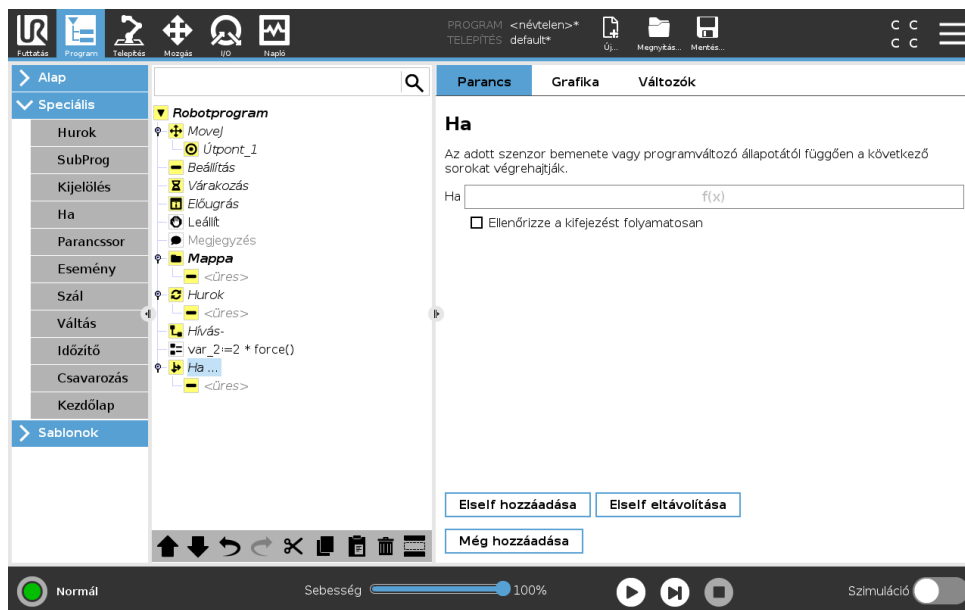 PROGRAM <névtelen>*
TELEPÍTÉS default*
C C
C C
Futtatás Program Telepítés Mozgás I/O Napló Új... Megnyitás... Mentés...
Alap
Speciális
Hurok
SubProg
Kijelölés
Ha
Parancssor
Esemény
Szál
Váltás
Időzítő
Csavarozás
Kezdőlap
Sablonok
Robotprogram
MoveJ
Útpont_1
Beállítás
Várakozás
Előugrás
Leállít
Megjegyzés
Mappa
<üres>
Hurok
<üres>
Hívás-
var_2:=2 * force()
Ha ...
<üres>
Parancs Grafika Változók
Ha
Az adott szenzor bemenete vagy programváltozó állapotától függően a következő
sorokat végrehajtják.
Ha f(x)
Ellenőrizze a kifejezést folyamatosan
ElseIf hozzáadása ElseIf eltávolítása
Még hozzáadása
Normál Sebesség 100% Szimuláció